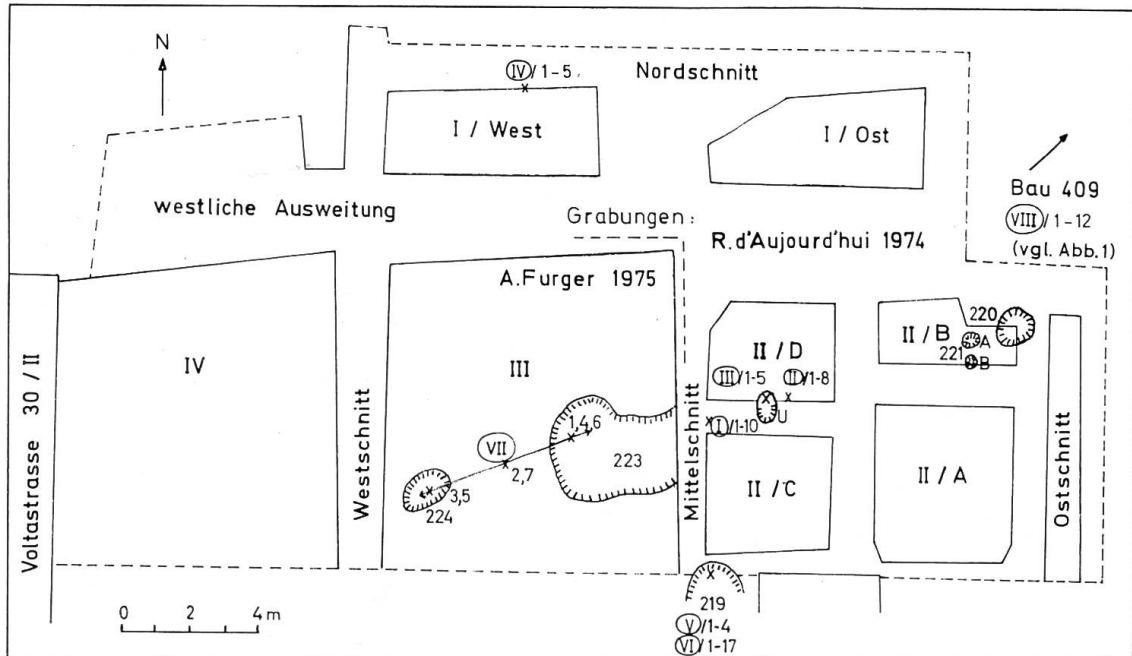 N
IV/1-5
Nordschnitt
I / West
I / Ost
Bau 409
VIII/1-12
(vgl. Abb.1)
westliche Ausweitung
Grabungen:
R.d'Aujourd'hui 1974
A.Furger 1975
Voltastrasse 30/II
IV
Westschnitt
III
VII
1,4,6
2,7
3,5
224
223
Mittelschnitt
II/D
III/1-5
II/1-8
U
I/1-10
II/B
220
A
221
B
II/C
II/A
Ostschnitt
0 2 4m
219
V/1-4
VI/1-17